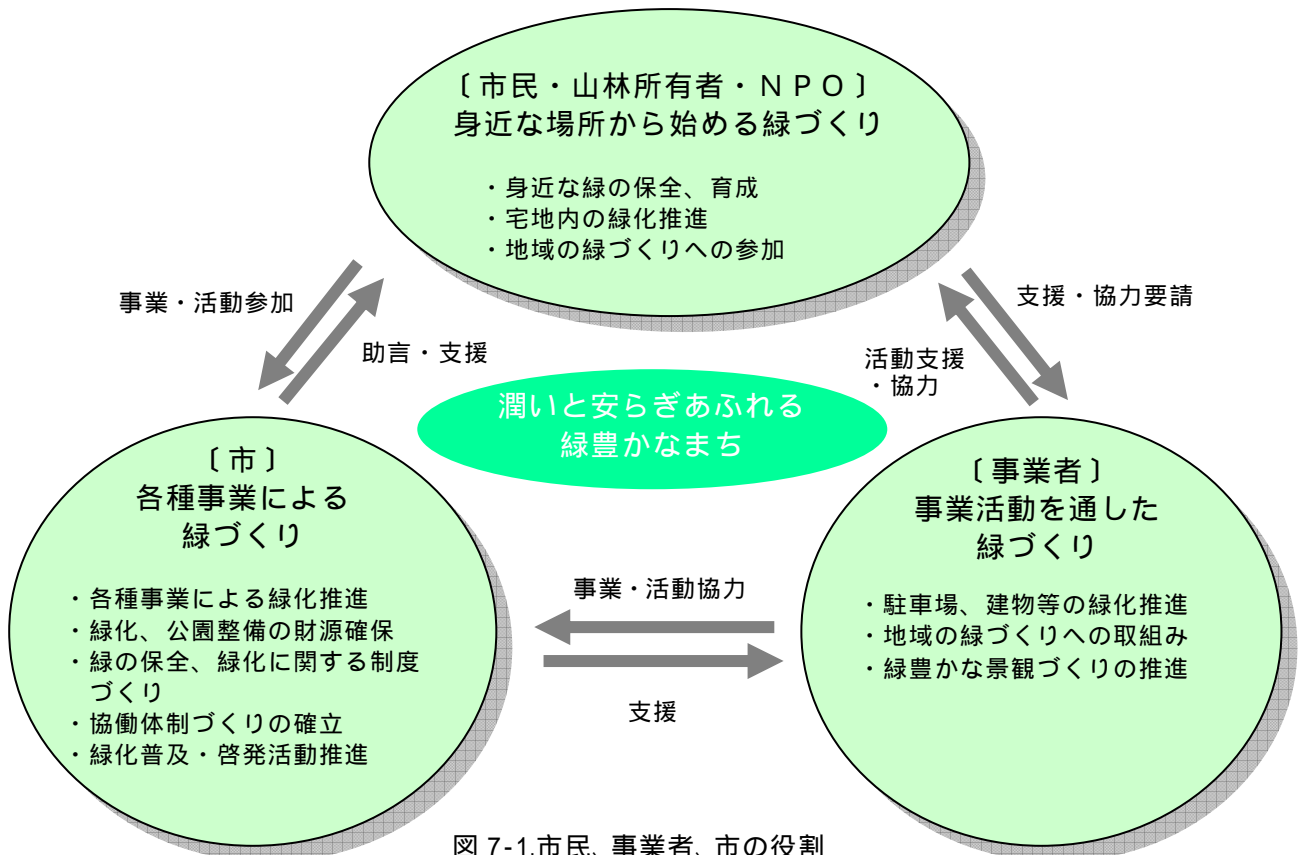 〔市民・山林所有者・ＮＰＯ〕
身近な場所から始める緑づくり
・身近な緑の保全、育成
・宅地内の緑化推進
・地域の緑づくりへの参加
事業・活動参加
助言・支援
支援・協力要請
活動支援
・協力
潤いと安らぎあふれる
緑豊かなまち
〔市〕
各種事業による
緑づくり
・各種事業による緑化推進
・緑化、公園整備の財源確保
・緑の保全、緑化に関する制度
づくり
・協働体制づくりの確立
・緑化普及・啓発活動推進
事業・活動協力
支援
〔事業者〕
事業活動を通した
緑づくり
・駐車場、建物等の緑化推進
・地域の緑づくりへの取組み
・緑豊かな景観づくりの推進
図 7-1.市民、事業者、市の役割